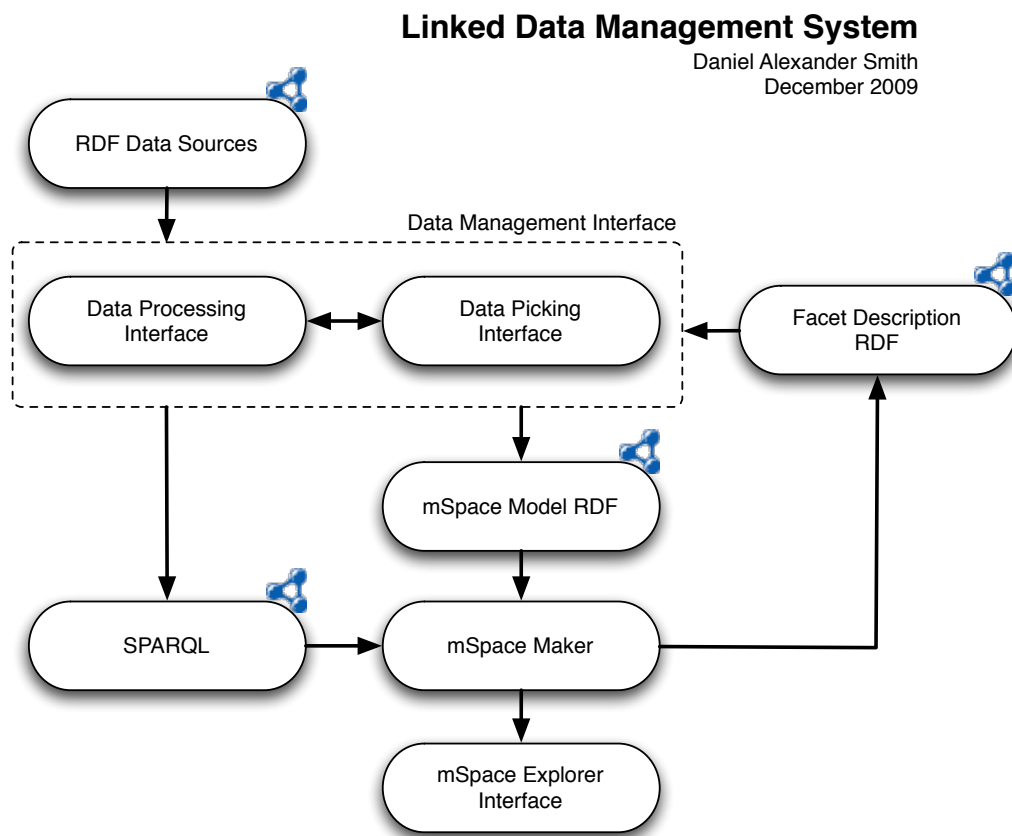 Linked Data Management System
Daniel Alexander Smith
December 2009
RDF Data Sources
Data Management Interface
Data Processing
Interface
Data Picking
Interface
Facet Description
RDF
mSpace Model RDF
SPARQL
mSpace Maker
mSpace Explorer
Interface